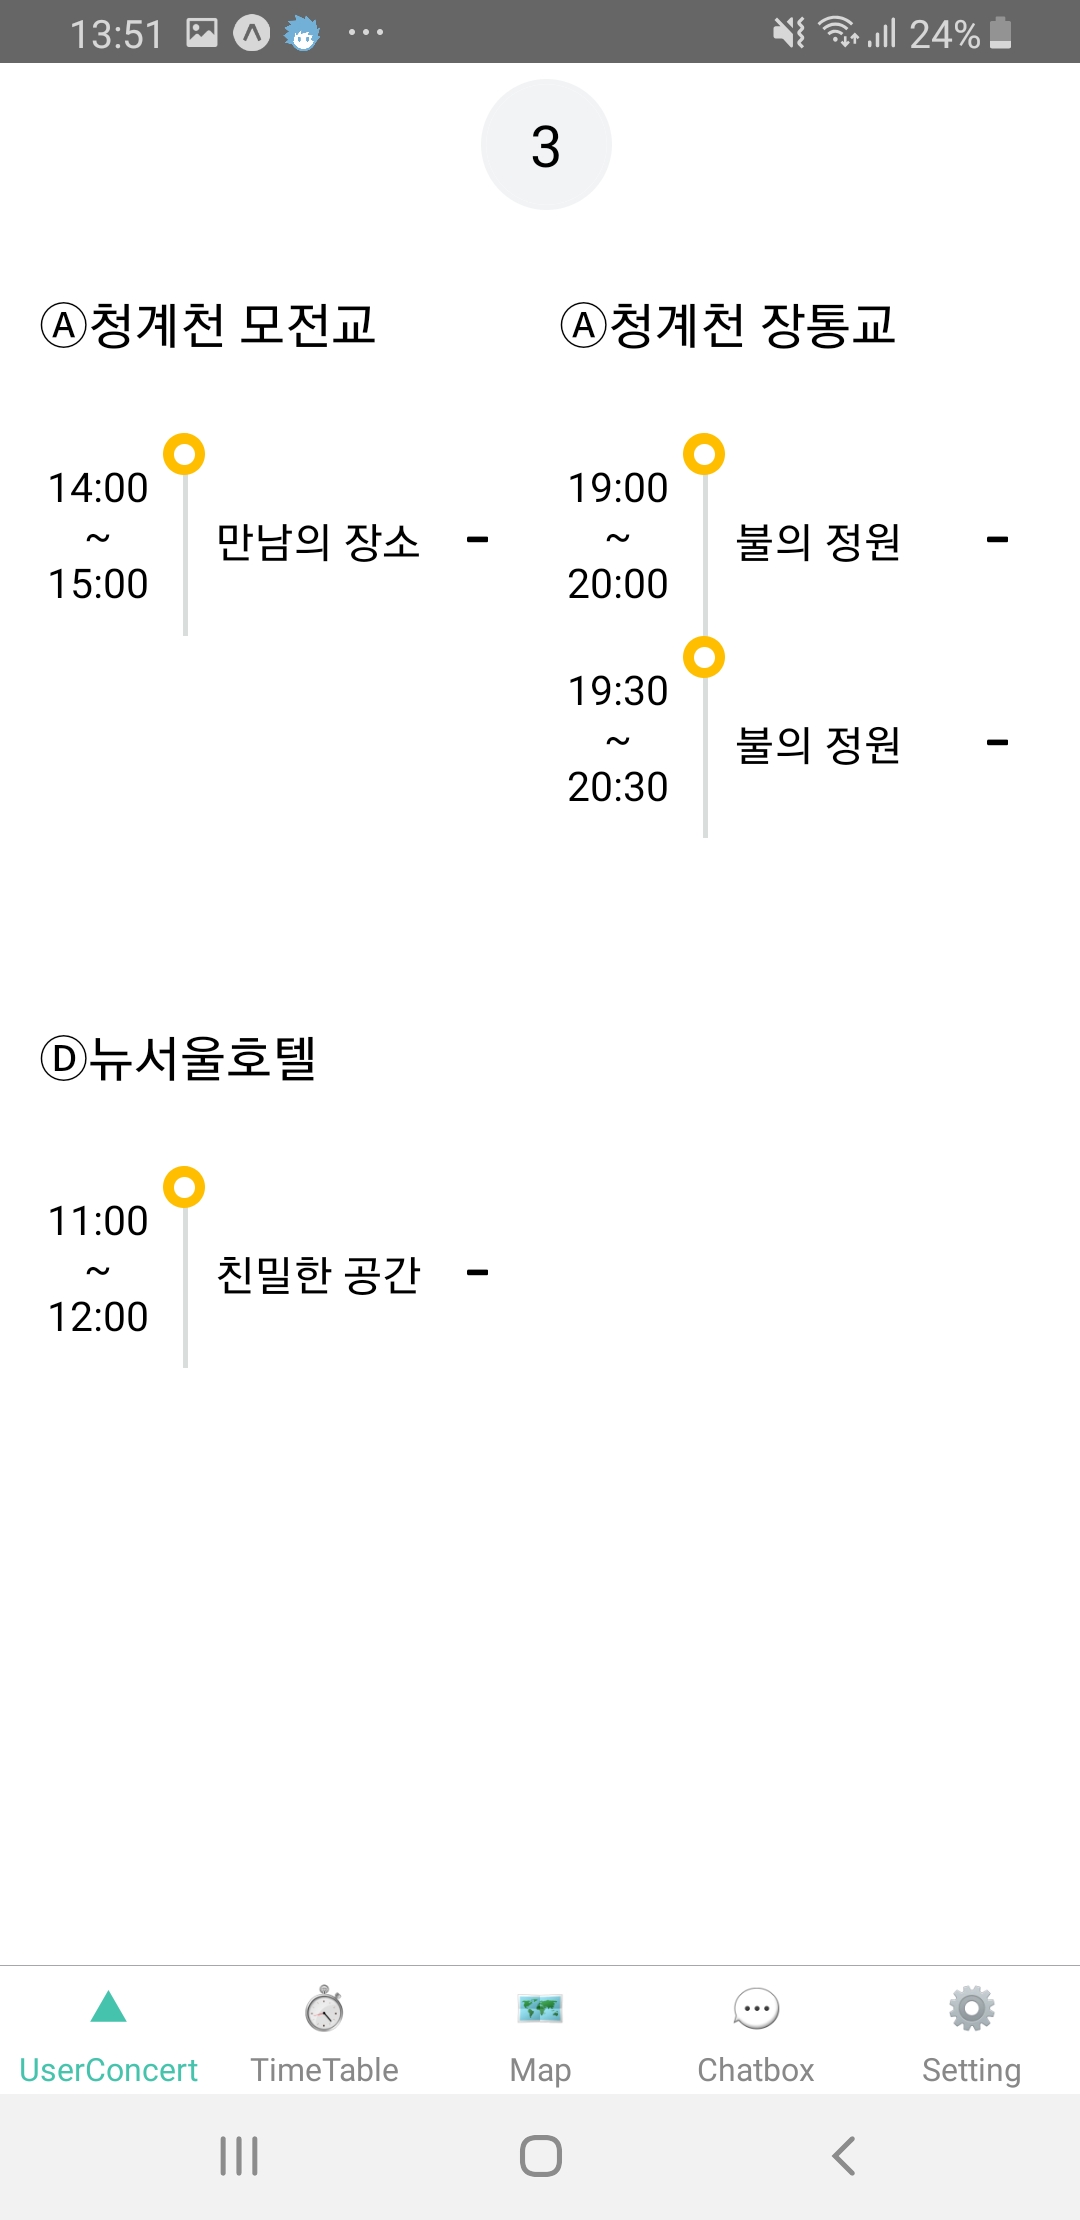 13:51 24%
3
Ⓐ청계천 모전교
14:00
~
15:00
만남의 장소 -
Ⓐ청계천 장통교
19:00
~
20:00
불의 정원 -
19:30
~
20:30
불의 정원 -
Ⓓ뉴서울호텔
11:00
~
12:00
친밀한 공간 -
UserConcert
TimeTable
Map
Chatbox
Setting